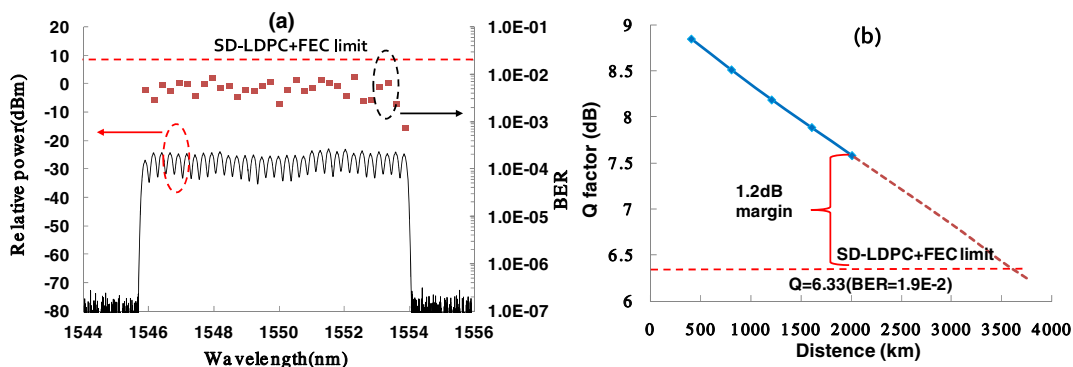 (a)
SD-LDPC+FEC limit
20
10
0
-10
-20
-30
-40
-50
-60
-70
-80
Relative power(dBm)
1.0E-01
1.0E-02
1.0E-03
1.0E-04
1.0E-05
1.0E-06
1.0E-07
BER
1544 1546 1548 1550 1552 1554 1556
Wavelength(nm)
(b)
9
8.5
8
7.5
7
6.5
6
Q factor (dB)
1.2dB
margin
SD-LDPC+FEC limit
Q=6.33(BER=1.9E-2)
0 500 1000 1500 2000 2500 3000 3500 4000
Distence (km)